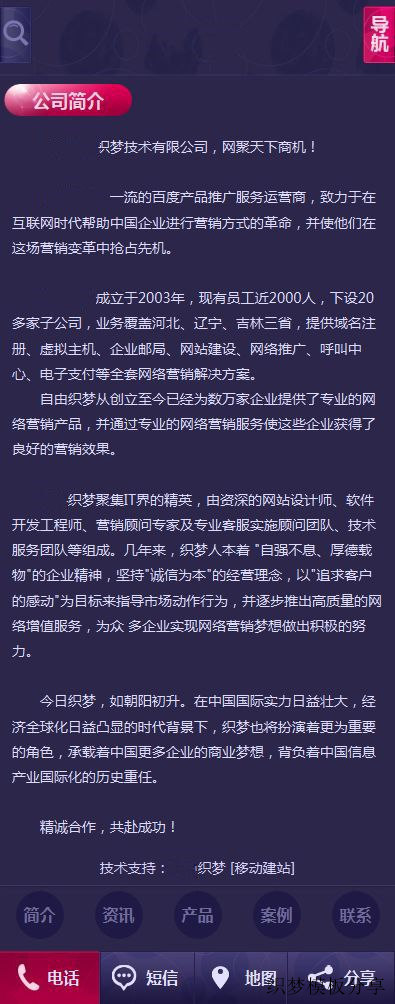 导航
公司简介
织梦技术有限公司，网聚天下商机！
一流的百度产品推广服务运营商，致力于在
互联网时代帮助中国企业进行营销方式的革命，并使他们在
这场营销变革中抢占先机。
成立于2003年，现有员工近2000人，下设20
多家子公司，业务覆盖河北、辽宁、吉林三省，提供域名注
册、虚拟主机、企业邮局、网站建设、网络推广、呼叫中
心、电子支付等全套网络营销解决方案。
自由织梦从创立至今已经为数万家企业提供了专业的网
络营销产品，并通过专业的网络营销服务使这些企业获得了
良好的营销效果。
织梦聚集IT界的精英，由资深的网站设计师、软件
开发工程师、营销顾问专家及专业客服实施顾问团队、技术
服务团队等组成。几年来，织梦人本着 "自强不息、厚德载
物"的企业精神，坚持"诚信为本"的经营理念，以"追求客户
的感动"为目标来指导市场动作行为，并逐步推出高质量的网
络增值服务，为众 多企业实现网络营销梦想做出积极的努
力。
今日织梦，如朝阳初升。在中国国际实力日益壮大，经
济全球化日益凸显的时代背景下，织梦也将扮演着更为重要
的角色，承载着中国更多企业的商业梦想，背负着中国信息
产业国际化的历史重任。
精诚合作，共赴成功！
技术支持： 织梦 [移动建站]
简介 资讯 产品 案例 联系
电话 短信 地图 分享
织梦模板分享